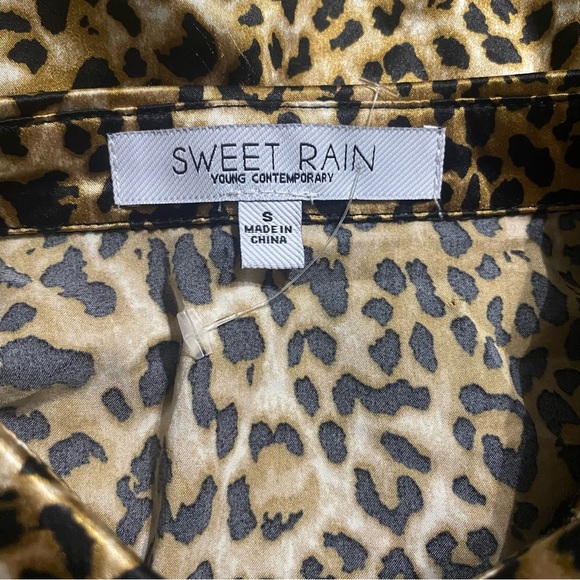 SWEET RAIN
YOUNG CONTEMPORARY
S
MADE IN
CHINA